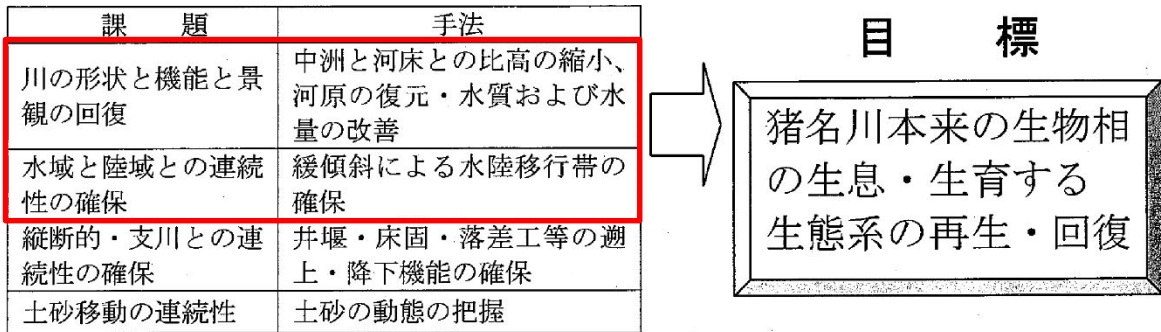 課　題　手法
川の形状と機能と景
観の回復
中洲と河床との比高の縮小、
河原の復元・水質および水
量の改善
水域と陸域との連続
性の確保
緩傾斜による水陸移行帯の
確保
縦断的・支川との連
続性の確保
井堰・床固・落差工等の遡
上・降下機能の確保
土砂移動の連続性
土砂の動態の把握
目　標
猪名川本来の生物相
の生息・生育する
生態系の再生・回復